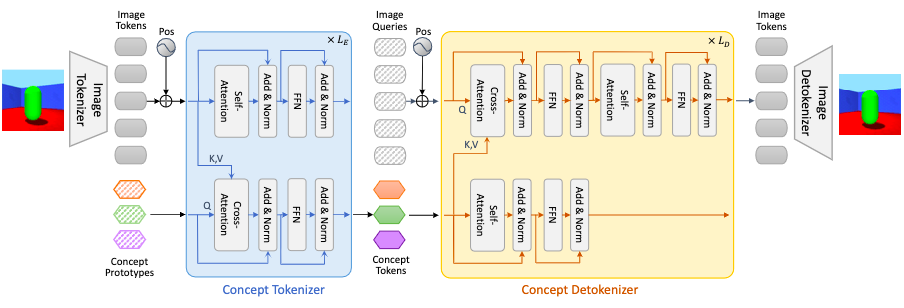 Image
Tokens
Pos
× L_E
Image
Queries
Pos
× L_D
Image
Tokens
Image
Tokenizer
Self-
Attention
Add & Norm
FFN
Add & Norm
K,V
Q
Cross-
Attention
Add & Norm
FFN
Add & Norm
Concept
Prototypes
Concept Tokenizer
Q
Cross-
Attention
Add & Norm
FFN
Add & Norm
Self-
Attention
Add & Norm
FFN
Add & Norm
K,V
Self-
Attention
Add & Norm
FFN
Add & Norm
Concept
Tokens
Concept Detokenizer
Image
Detokenizer